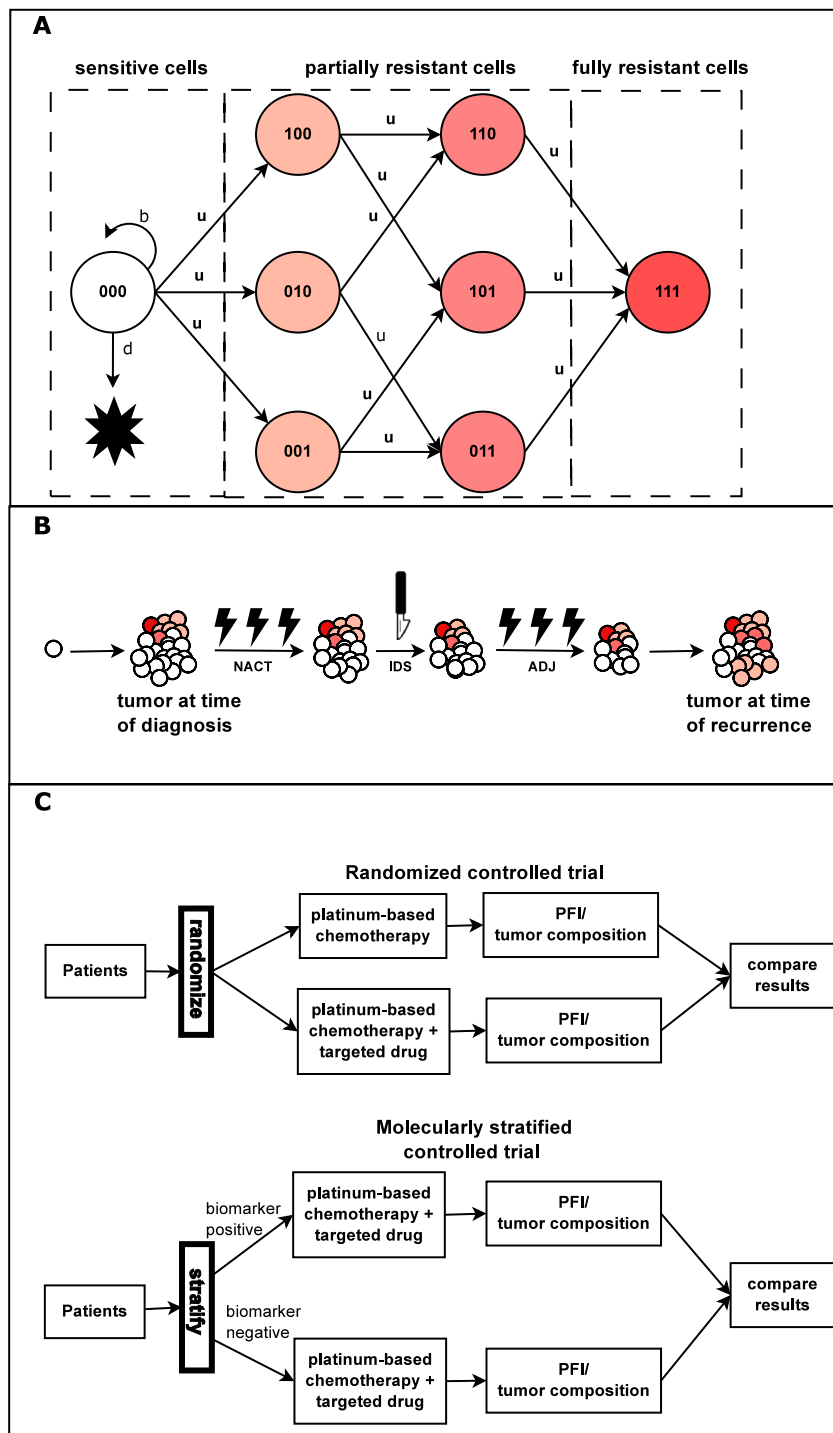 A
sensitive cells
partially resistant cells
fully resistant cells
100
u
110
u
u
u
u
b
000
u
010
101
u
111
d
u
u
u
u
001
u
011
B
NACT
IDS
ADJ
tumor at time
of diagnosis
tumor at time
of recurrence
C
Randomized controlled trial
Patients
randomize
platinum-based
chemotherapy
PFI/
tumor composition
platinum-based
chemotherapy +
targeted drug
PFI/
tumor composition
compare
results
Molecularly stratified
controlled trial
Patients
stratify
biomarker
positive
platinum-based
chemotherapy +
targeted drug
PFI/
tumor composition
biomarker
negative
platinum-based
chemotherapy +
targeted drug
PFI/
tumor composition
compare
results